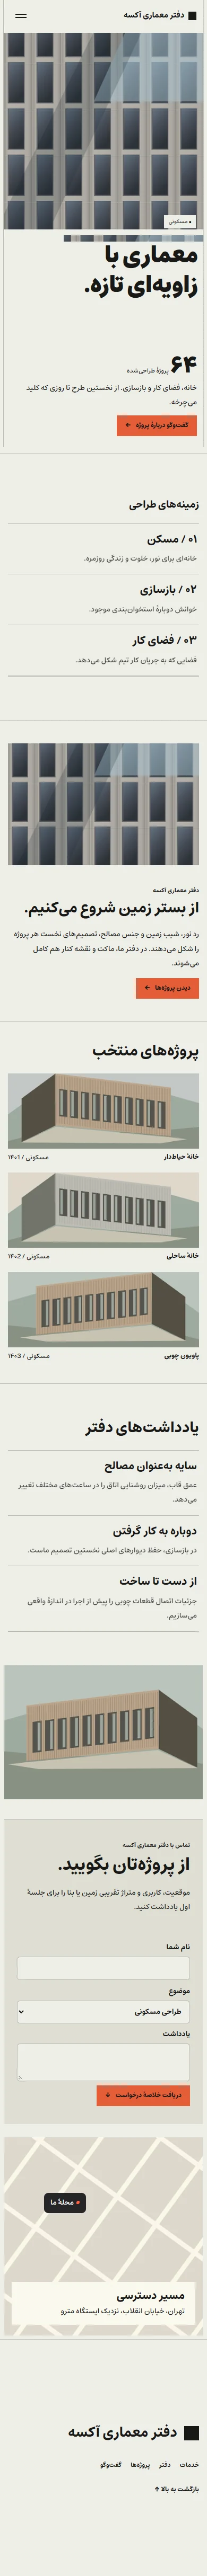 دفتر معماری آکسه
مسکونی
معماری با
زاویه‌ای تازه.
۶۴ پروژهٔ طراحی‌شده
خانه، فضای کار و بازسازی. از نخستین طرح تا روزی که کلید
می‌چرخد.
گفت‌وگو دربارهٔ پروژه ←
زمینه‌های طراحی
۰۱ / مسکن
خانه‌ای برای نور، خلوت و زندگی روزمره.
۰۲ / بازسازی
خوانش دوبارهٔ استخوان‌بندی موجود.
۰۳ / فضای کار
فضایی که به جریان کار تیم شکل می‌دهد.
دفتر معماری آکسه
از بستر زمین شروع می‌کنیم.
رد نور، شیب زمین و جنس مصالح، تصمیم‌های نخست هر پروژه
را شکل می‌دهند. در دفتر ما، ماکت و نقشه کنار هم کامل
می‌شوند.
دیدن پروژه‌ها ←
پروژه‌های منتخب
خانهٔ حیاط‌دار
مسکونی / ۱۴۰۱
خانهٔ ساحلی
مسکونی / ۱۴۰۲
پاویون چوبی
مسکونی / ۱۴۰۳
یادداشت‌های دفتر
سایه به‌عنوان مصالح
عمق قاب، میزان روشنایی اتاق را در ساعت‌های مختلف تغییر
می‌دهد.
دوباره به کار گرفتن
در بازسازی، حفظ دیوارهای اصلی نخستین تصمیم ماست.
از دست تا ساخت
جزئیات اتصال قطعات چوبی را پیش از اجرا در اندازهٔ واقعی
می‌سازیم.
تماس با دفتر معماری آکسه
از پروژه‌تان بگویید.
موقعیت، کاربری و متراژ تقریبی زمین یا بنا را برای جلسهٔ
اول یادداشت کنید.
نام شما
موضوع
طراحی مسکونی
یادداشت
دریافت خلاصهٔ درخواست ↓
محلهٔ ما
مسیر دسترسی
تهران، خیابان انقلاب، نزدیک ایستگاه مترو
دفتر معماری آکسه
خدمات دفتر پروژه‌ها گفت‌وگو
بازگشت به بالا ↑